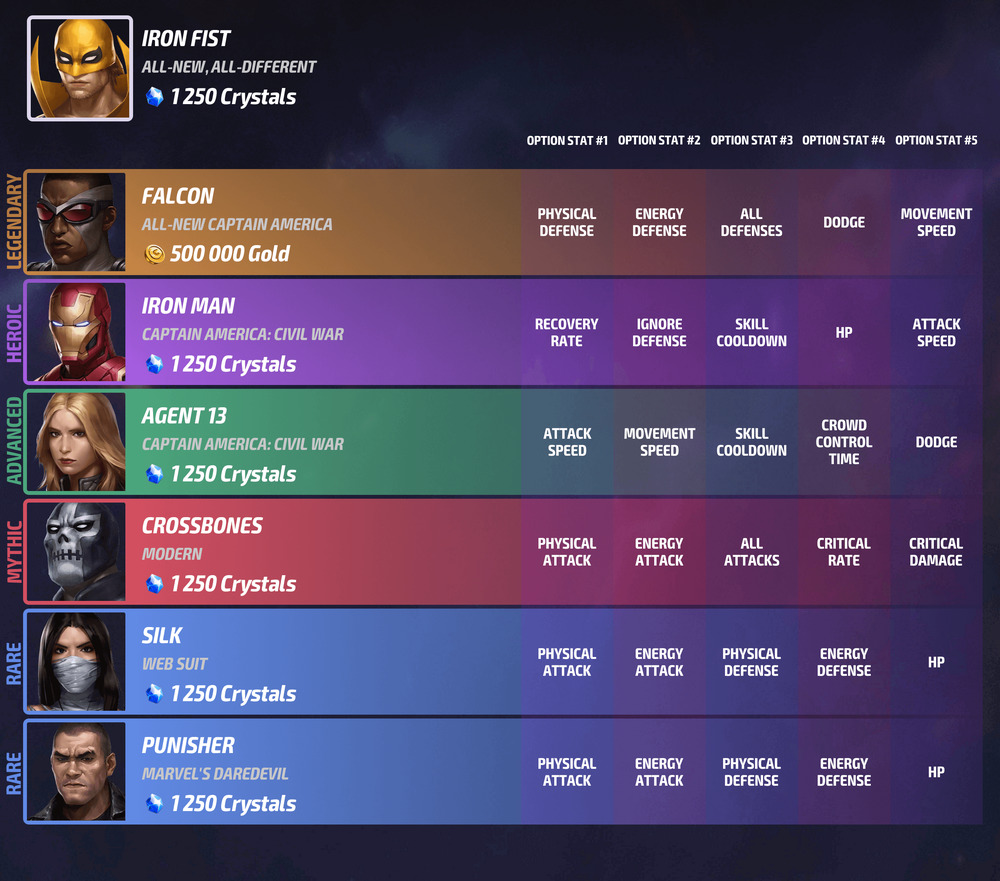 IRON FIST
ALL-NEW, ALL-DIFFERENT
1 250 Crystals
OPTION STAT #1 OPTION STAT #2 OPTION STAT #3 OPTION STAT #4 OPTION STAT #5
LEGENDARY
FALCON
ALL-NEW CAPTAIN AMERICA
500 000 Gold
PHYSICAL
DEFENSE
ENERGY
DEFENSE
ALL
DEFENSES
DODGE
MOVEMENT
SPEED
HEROIC
IRON MAN
CAPTAIN AMERICA: CIVIL WAR
1 250 Crystals
RECOVERY
RATE
IGNORE
DEFENSE
SKILL
COOLDOWN
HP
ATTACK
SPEED
ADVANCED
AGENT 13
CAPTAIN AMERICA: CIVIL WAR
1 250 Crystals
ATTACK
SPEED
MOVEMENT
SPEED
SKILL
COOLDOWN
CROWD
CONTROL
TIME
DODGE
MYTHIC
CROSSBONES
MODERN
1 250 Crystals
PHYSICAL
ATTACK
ENERGY
ATTACK
ALL
ATTACKS
CRITICAL
RATE
CRITICAL
DAMAGE
RARE
SILK
WEB SUIT
1 250 Crystals
PHYSICAL
ATTACK
ENERGY
ATTACK
PHYSICAL
DEFENSE
ENERGY
DEFENSE
HP
RARE
PUNISHER
MARVEL'S DAREDEVIL
1 250 Crystals
PHYSICAL
ATTACK
ENERGY
ATTACK
PHYSICAL
DEFENSE
ENERGY
DEFENSE
HP